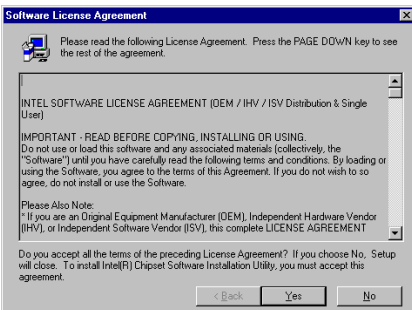 Software License Agreement
Please read the following License Agreement. Press the PAGE DOWN key to see
the rest of the agreement.
INTEL SOFTWARE LICENSE AGREEMENT (OEM / IHV / ISV Distribution & Single
User)
IMPORTANT - READ BEFORE COPYING, INSTALLING OR USING.
Do not use or load this software and any associated materials (collectively, the
"Software") until you have carefully read the following terms and conditions. By loading or
using the Software, you agree to the terms of this Agreement. If you do not wish to so
agree, do not install or use the Software.
Please Also Note:
* If you are an Original Equipment Manufacturer (OEM), Independent Hardware Vendor
(IHV), or Independent Software Vendor (ISV), this complete LICENSE AGREEMENT
Do you accept all the terms of the preceding License Agreement? If you choose No, Setup
will close. To install Intel(R) Chipset Software Installation Utility, you must accept this
agreement.
< Back Yes No